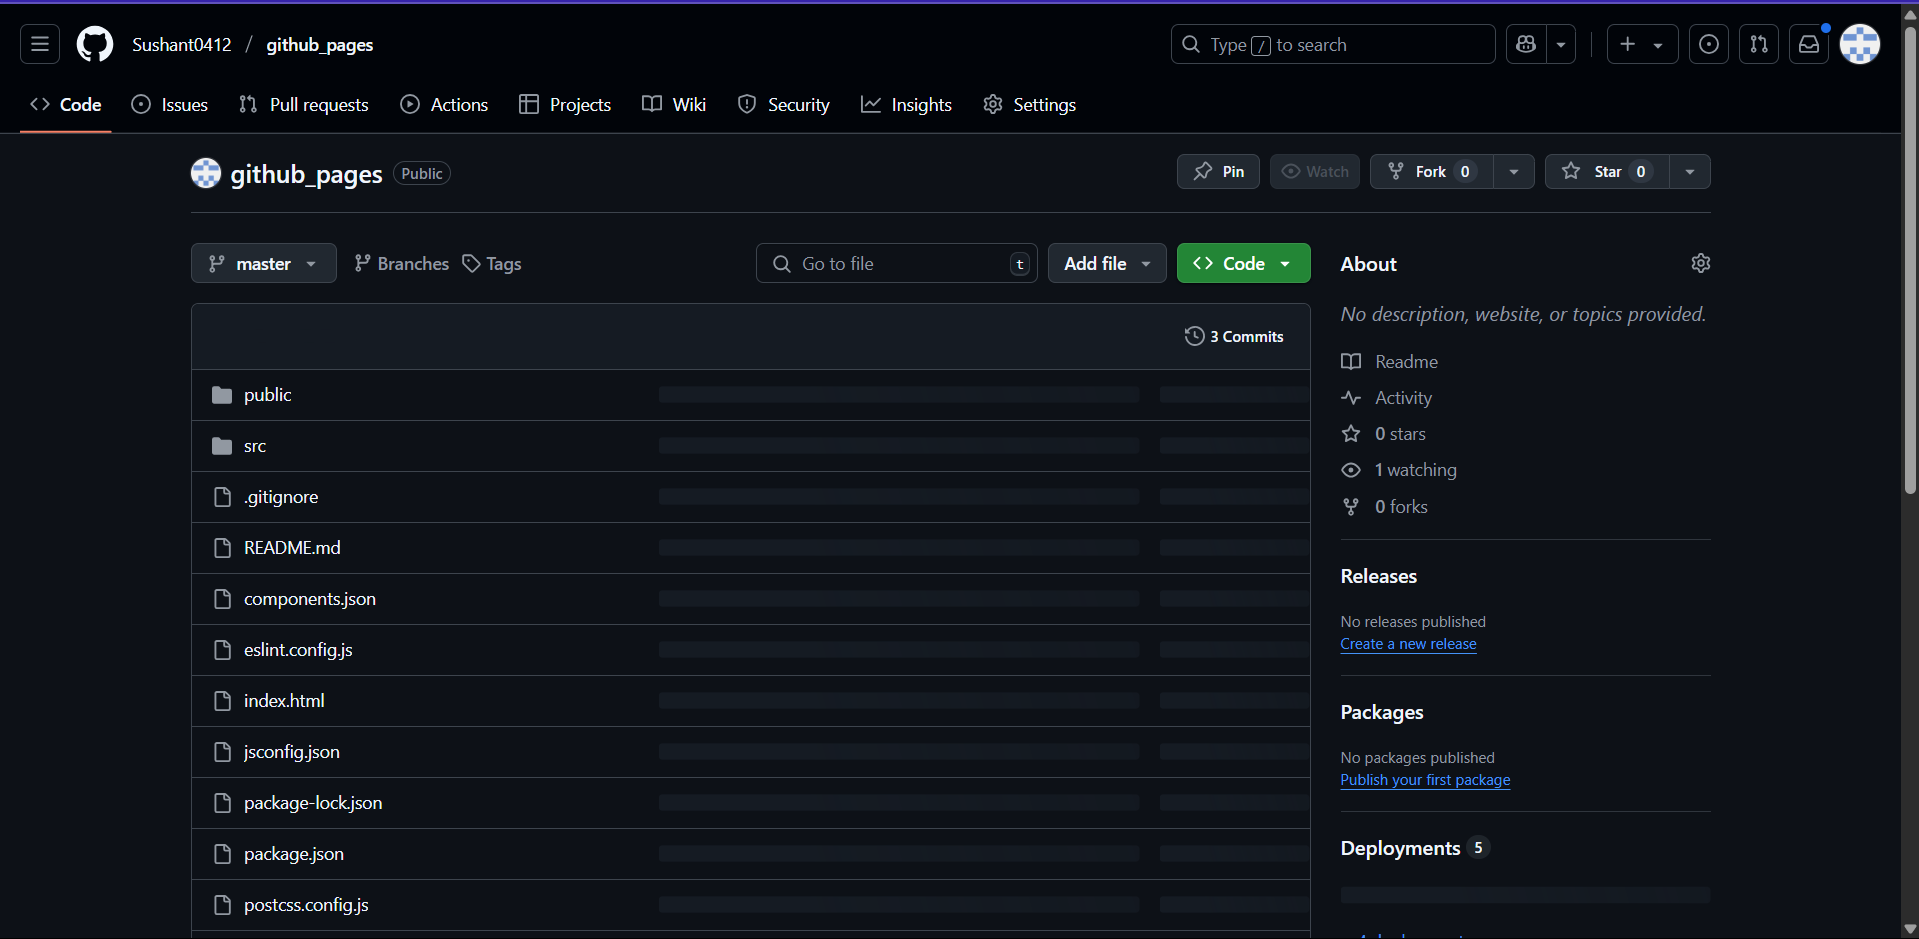 Sushant0412 / github_pages
Type / to search
Code Issues Pull requests Actions Projects Wiki Security Insights Settings
github_pages Public
Pin Watch Fork 0 Star 0
master Branches Tags Go to file t Add file Code
3 Commits
public
src
.gitignore
README.md
components.json
eslint.config.js
index.html
jsconfig.json
package-lock.json
package.json
postcss.config.js
About
No description, website, or topics provided.
Readme
Activity
0 stars
1 watching
0 forks
Releases
No releases published
Create a new release
Packages
No packages published
Publish your first package
Deployments 5